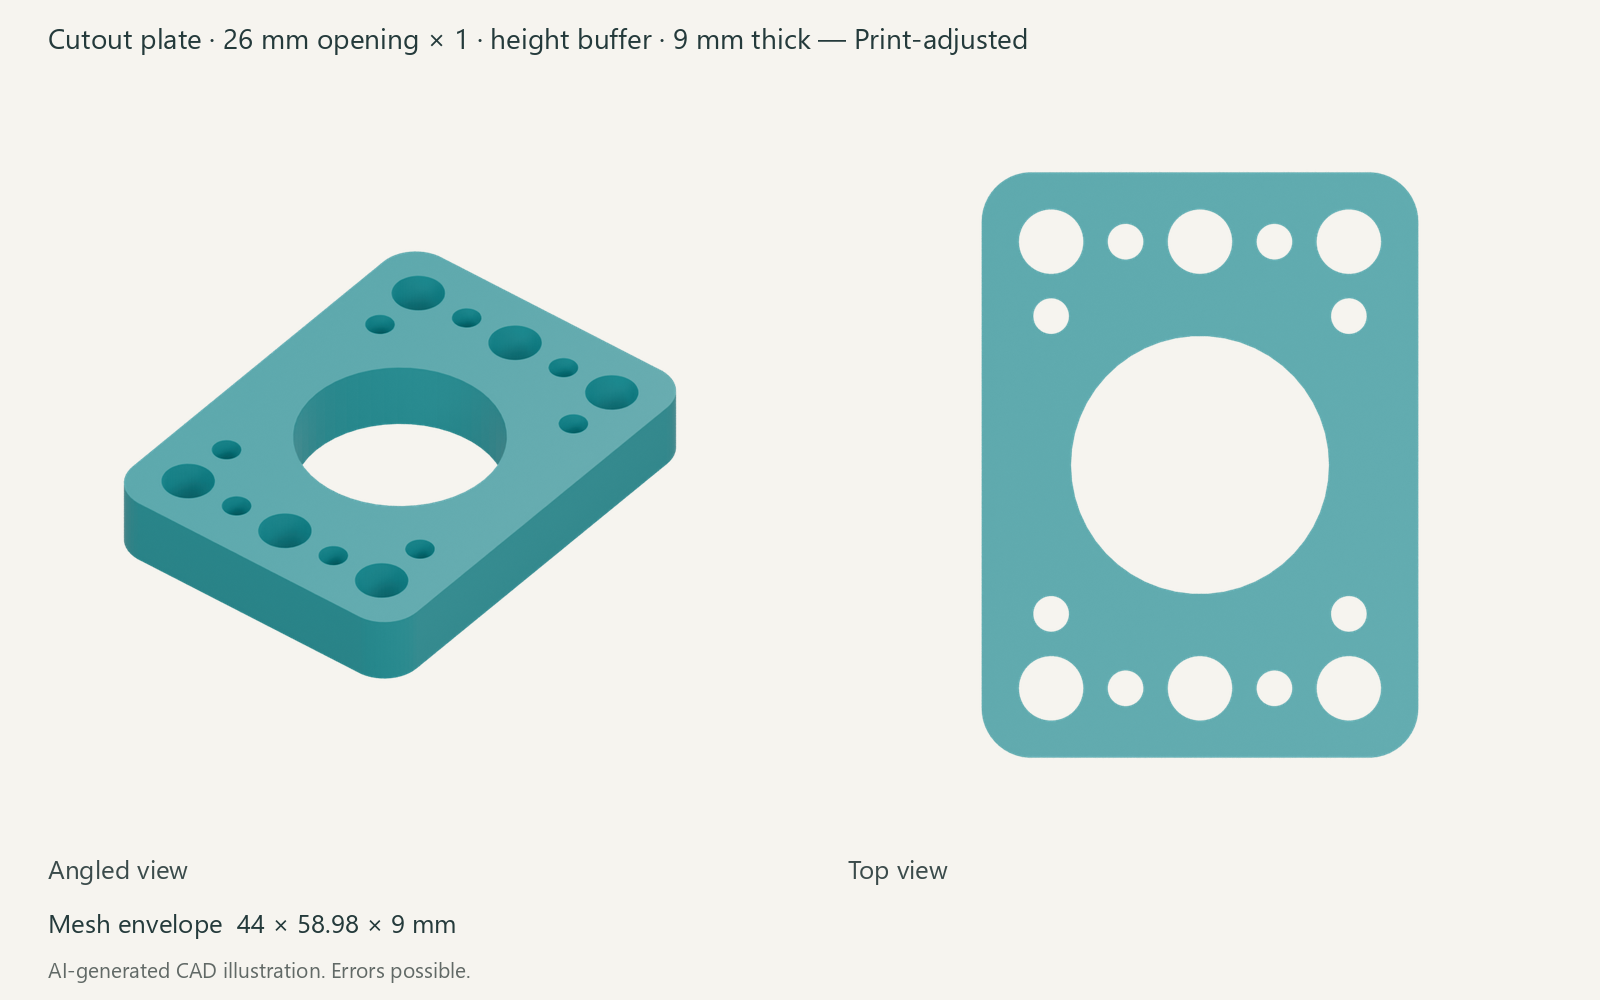 Cutout plate · 26 mm opening × 1 · height buffer · 9 mm thick — Print-adjusted
Angled view
Top view
Mesh envelope 44 × 58.98 × 9 mm
AI-generated CAD illustration. Errors possible.